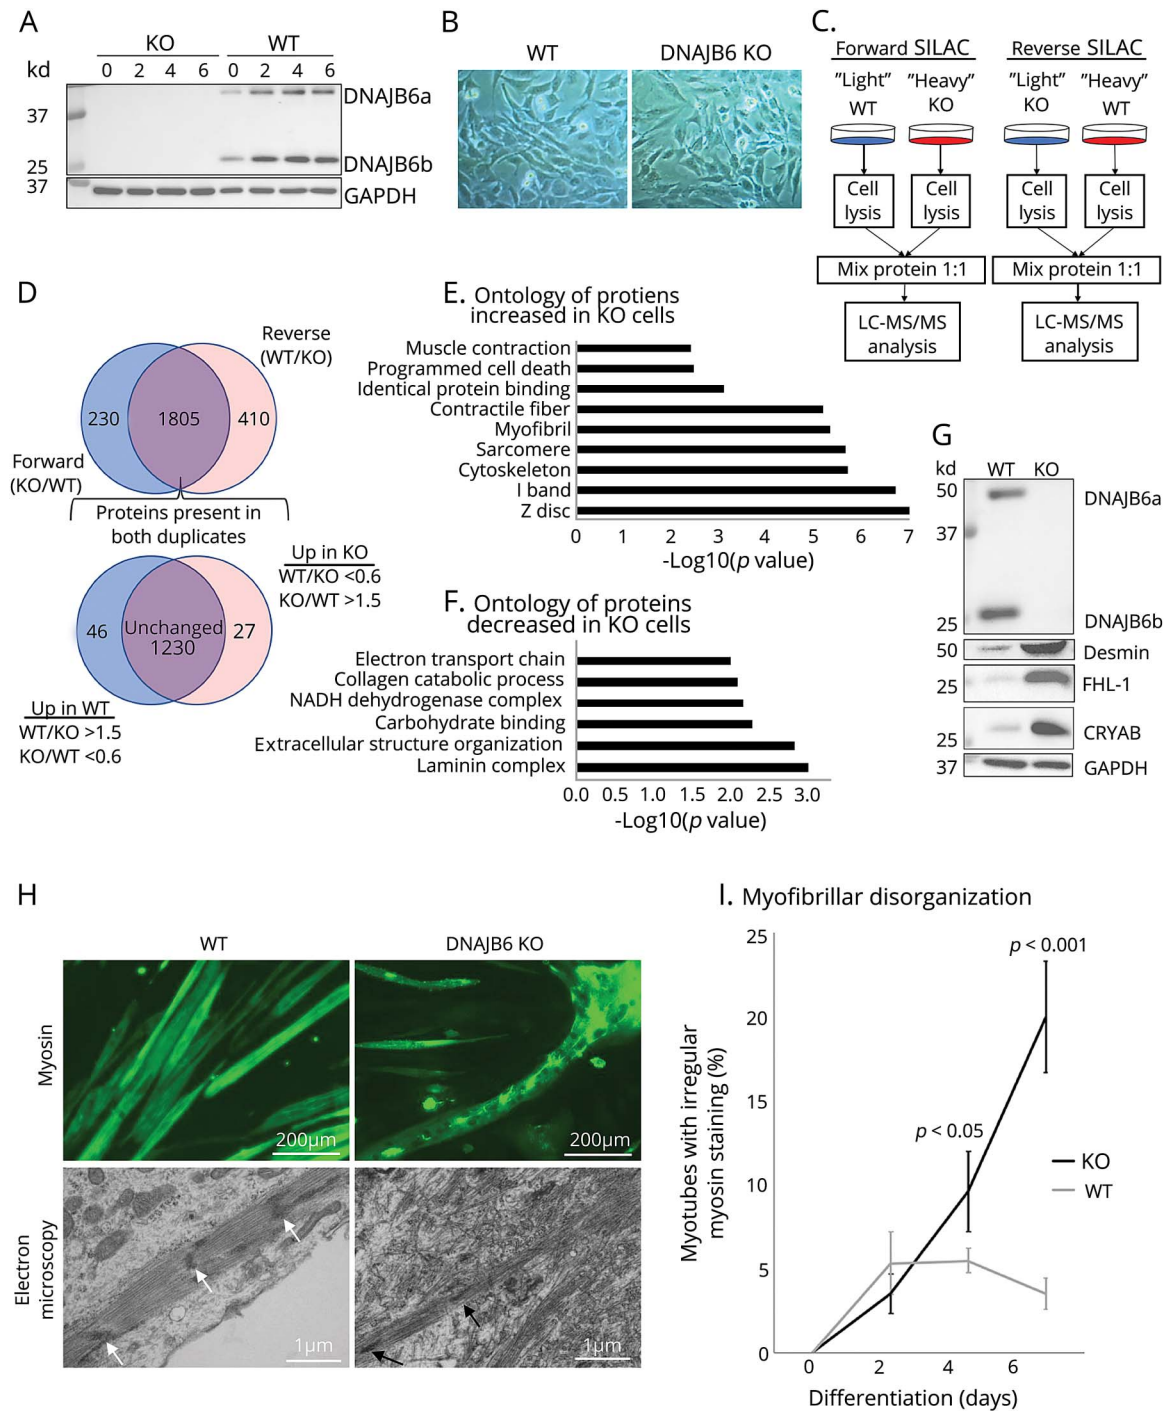 A
KO
WT
kd
0 2 4 6 0 2 4 6
37
25
37
DNAJB6a
DNAJB6b
GAPDH
B
WT
DNAJB6 KO
C.
Forward SILAC
Reverse SILAC
”Light”
WT
”Heavy”
KO
”Light”
KO
”Heavy”
WT
Cell
lysis
Cell
lysis
Cell
lysis
Cell
lysis
Mix protein 1:1
Mix protein 1:1
LC-MS/MS
analysis
LC-MS/MS
analysis
D
Reverse
(WT/KO)
230
1805
410
Forward
(KO/WT)
Proteins present in
both duplicates
Up in KO
WT/KO <0.6
KO/WT >1.5
46
Unchanged
1230
27
Up in WT
WT/KO >1.5
KO/WT <0.6
E. Ontology of protiens
increased in KO cells
Muscle contraction
Programmed cell death
Identical protein binding
Contractile fiber
Myofibril
Sarcomere
Cytoskeleton
I band
Z disc
0 1 2 3 4 5 6 7
-Log10(p value)
F. Ontology of proteins
decreased in KO cells
Electron transport chain
Collagen catabolic process
NADH dehydrogenase complex
Carbohydrate binding
Extracellular structure organization
Laminin complex
0.0 0.5 1.0 1.5 2.0 2.5 3.0
-Log10(p value)
G
kd
WT KO
50
37
25
50
25
25
37
DNAJB6a
DNAJB6b
Desmin
FHL-1
CRYAB
GAPDH
H
WT
DNAJB6 KO
Myosin
200µm
200µm
Electron
microscopy
1µm
1µm
I. Myofibrillar disorganization
Motubes with irregular
myosin staining (%)
25
20
15
10
5
0
p < 0.001
p < 0.05
KO
WT
0 2 4 6
Differentiation (days)